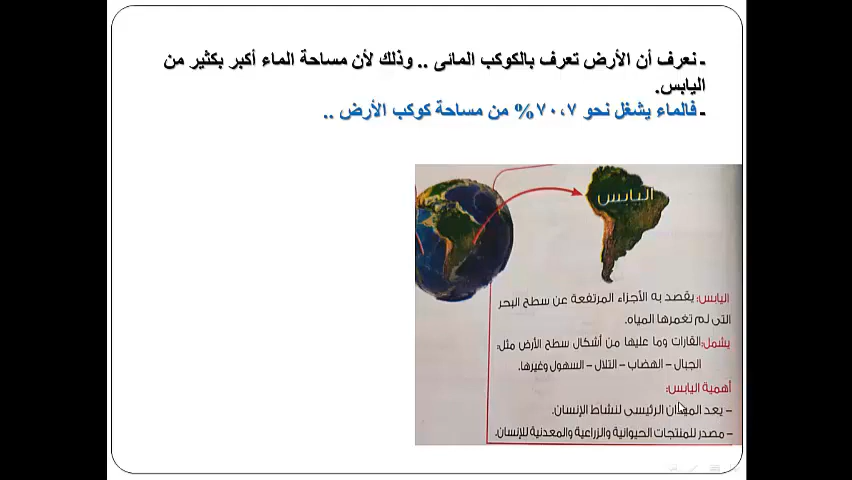 - نعرف أن الأرض تعرف بالكوكب المائى .. وذلك لأن مساحة الماء أكبر بكثير من
اليابس.
- فالماء يشغل نحو ٧٠،٧% من مساحة كوكب الأرض ..
اليابس
اليابس: يقصد به الأجزاء المرتفعة عن سطح البحر
التى لم تغمرها المياه.
يشمل: القارات وما عليها من أشكال سطح الأرض مثل:
الجبال – الهضاب – التلال – السهول وغيرها.
أهمية اليابس:
– يعد الميدان الرئيسى لنشاط الإنسان.
– مصدر للمنتجات الحيوانية والزراعية والمعدنية للإنسان.